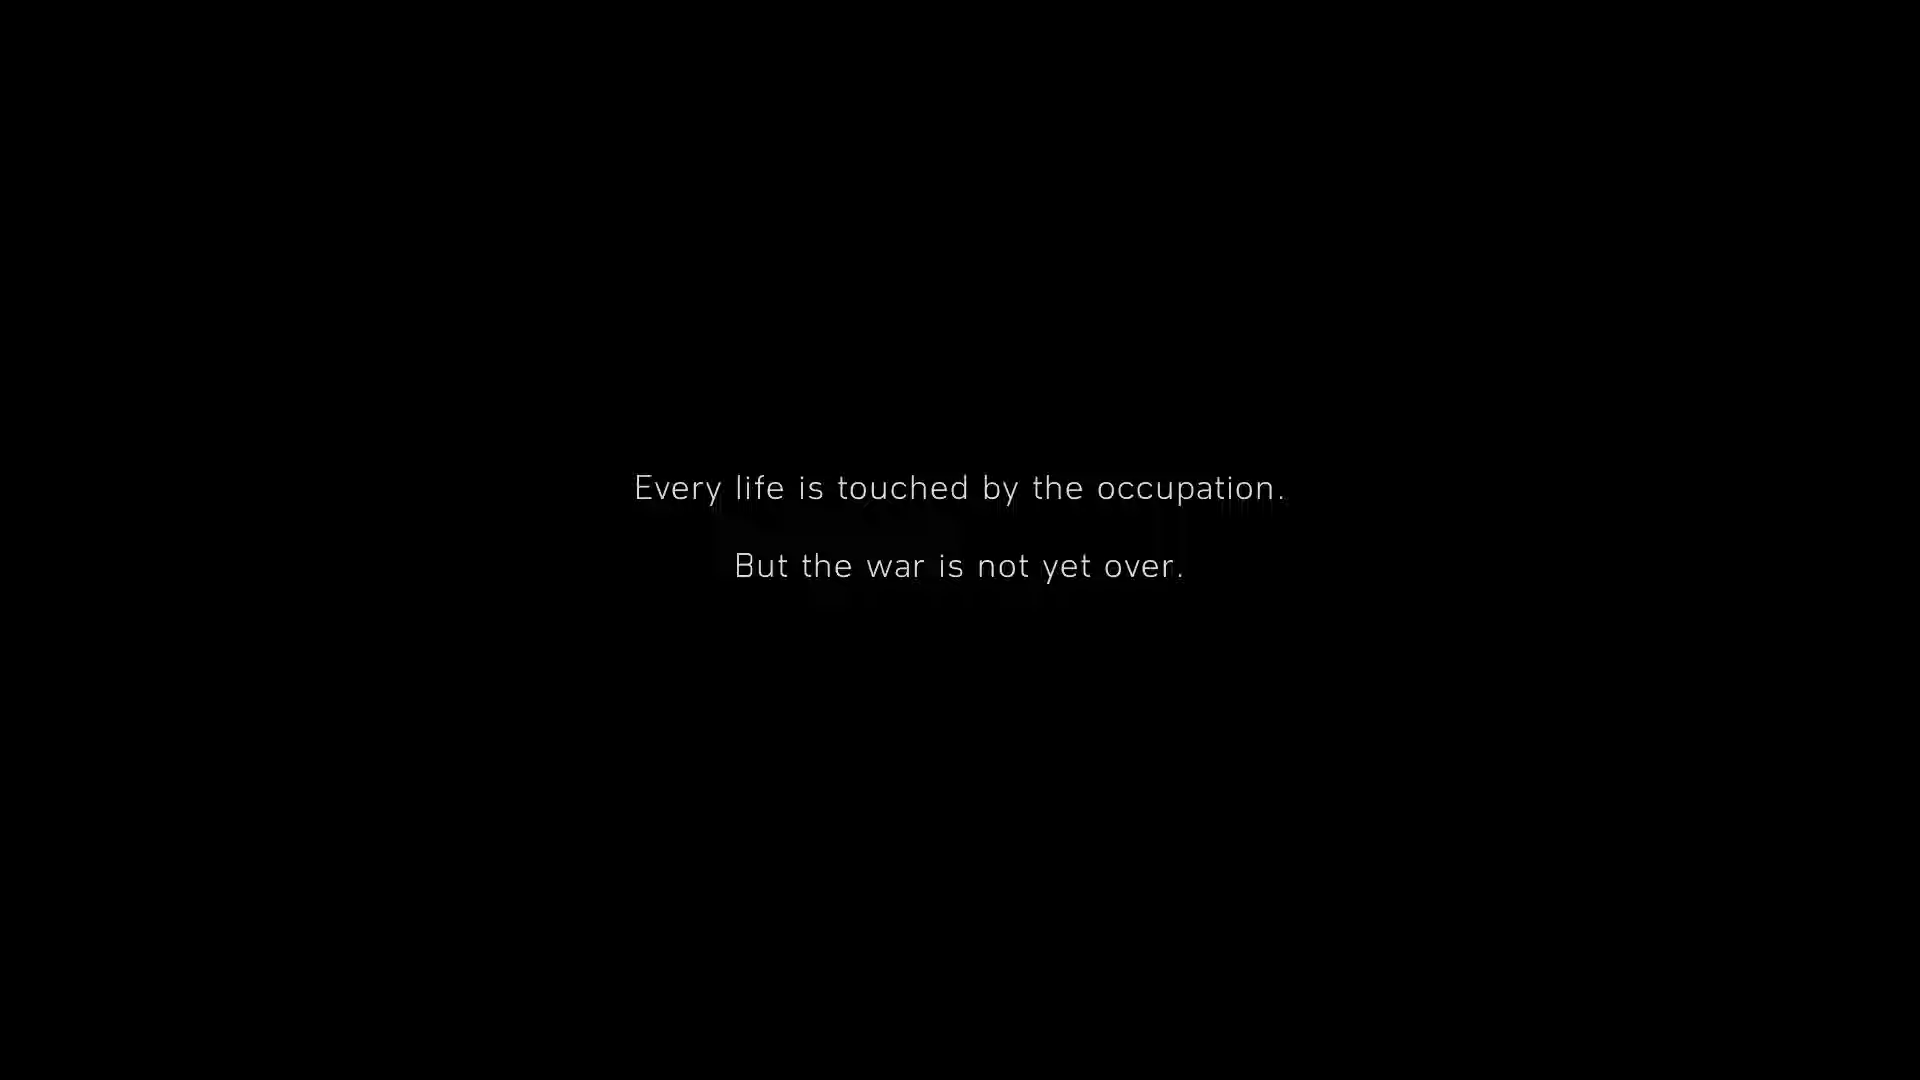 Every life is touched by the occupation.
But the war is not yet over.